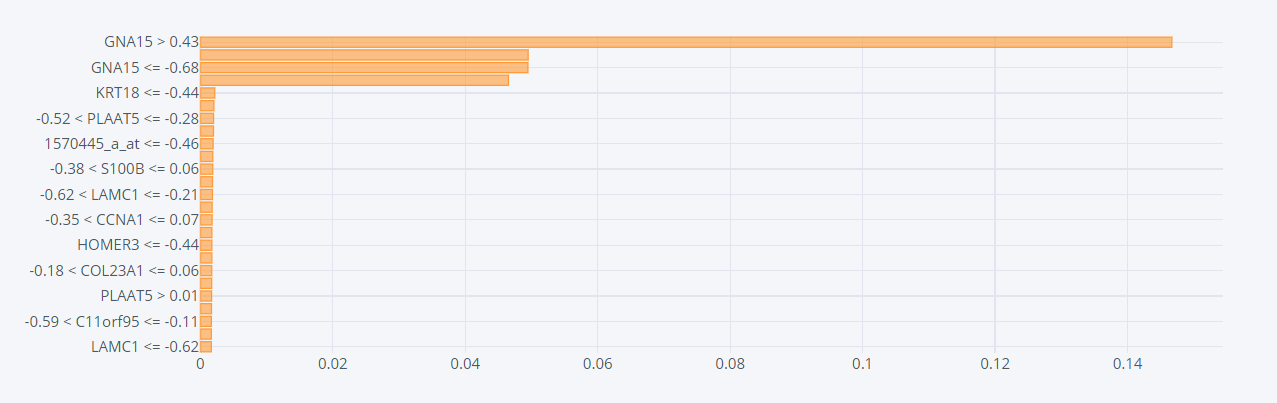 GNA15 > 0.43
GNA15 <= -0.68
KRT18 <= -0.44
-0.52 < PLAAT5 <= -0.28
1570445_a_at <= -0.46
-0.38 < S100B <= 0.06
-0.62 < LAMC1 <= -0.21
-0.35 < CCNA1 <= 0.07
HOMER3 <= -0.44
-0.18 < COL23A1 <= 0.06
PLAAT5 > 0.01
-0.59 < C11orf95 <= -0.11
LAMC1 <= -0.62
0 0.02 0.04 0.06 0.08 0.1 0.12 0.14